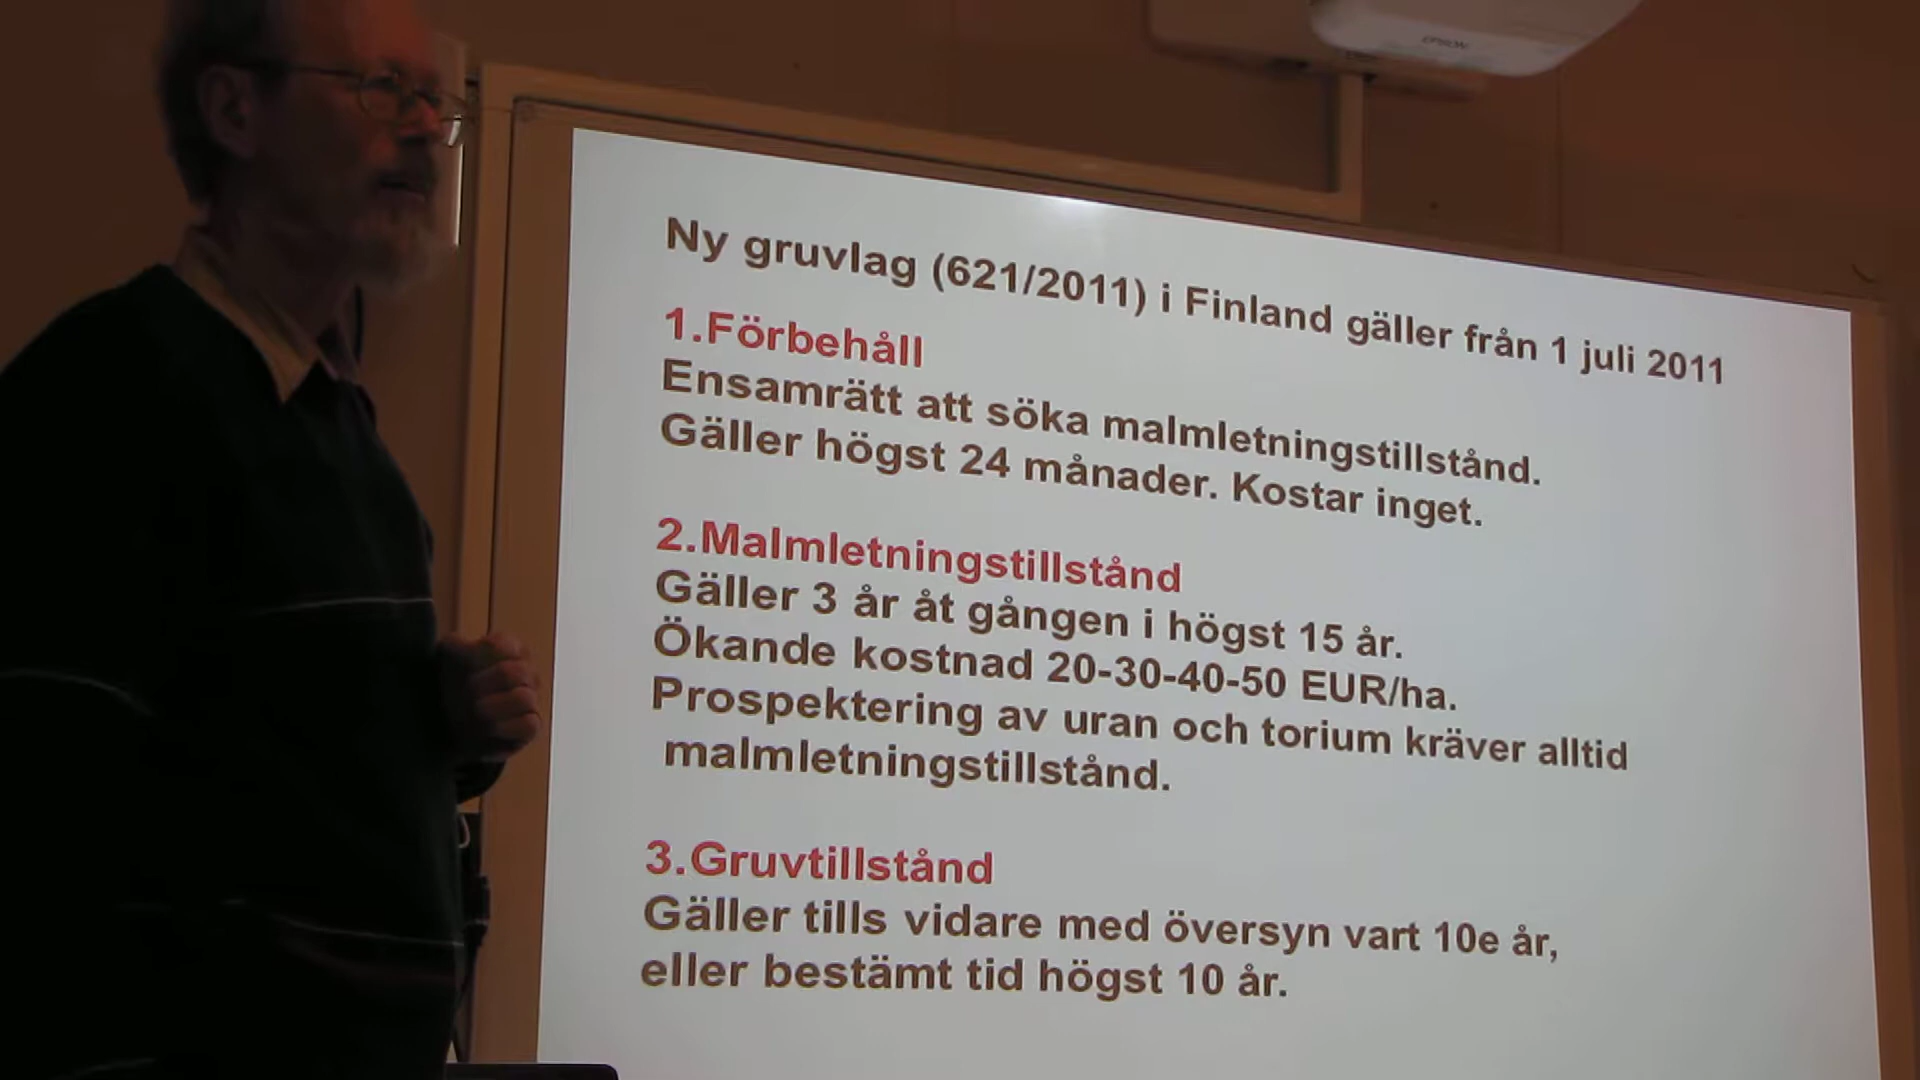 EPSON
Ny gruvlag (621/2011) i Finland gäller från 1 juli 2011
1.Förbehåll
Ensamrätt att söka malmletningstillstånd.
Gäller högst 24 månader. Kostar inget.
2.Malmletningstillstånd
Gäller 3 år åt gången i högst 15 år.
Ökande kostnad 20-30-40-50 EUR/ha.
Prospektering av uran och torium kräver alltid
malmletningstillstånd.
3.Gruvtillstånd
Gäller tills vidare med översyn vart 10e år,
eller bestämt tid högst 10 år.